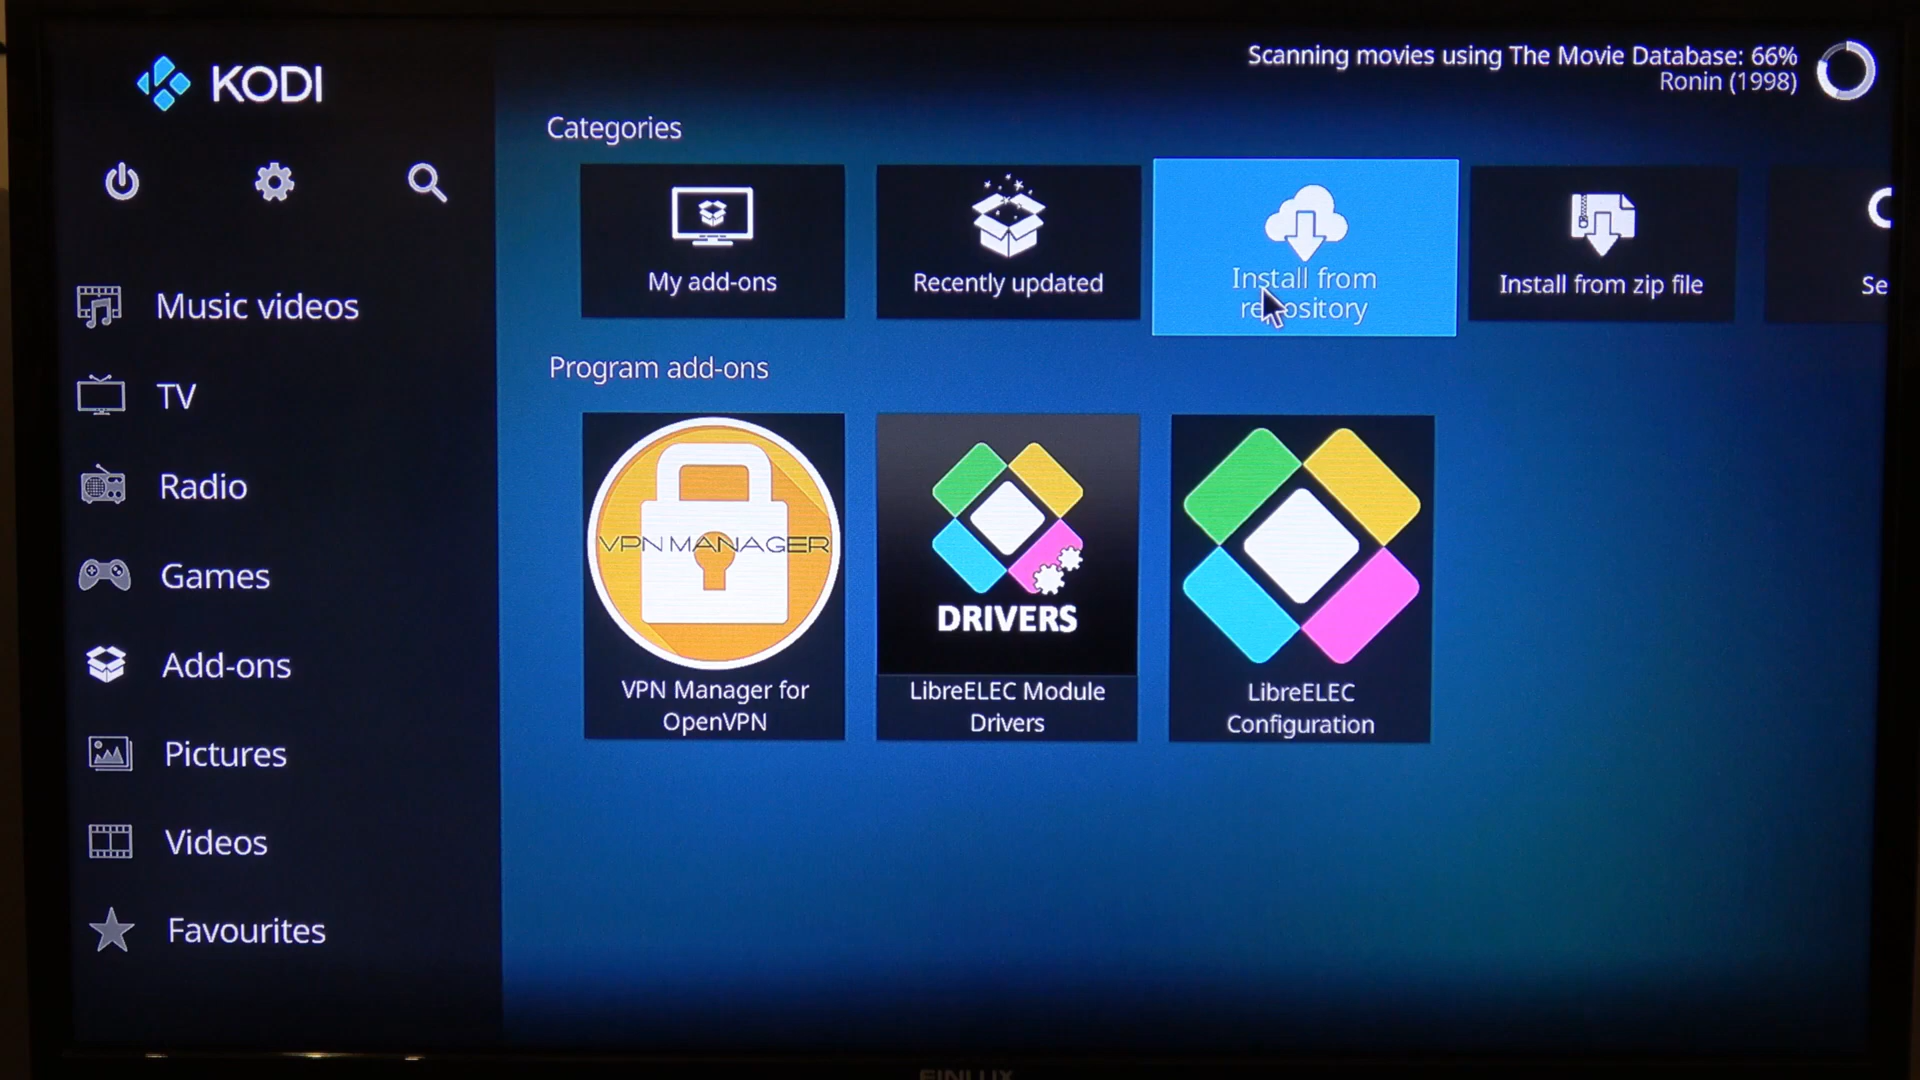 KODI
Scanning movies using The Movie Database: 66%
Ronin (1998)
Categories
My add-ons
Recently updated
Install from
repository
Install from zip file
Se
Music videos
TV
Radio
Games
Add-ons
Pictures
Videos
Favourites
Program add-ons
VPN MANAGER
VPN Manager for
OpenVPN
DRIVERS
LibreELEC Module
Drivers
LibreELEC
Configuration
FINLUX